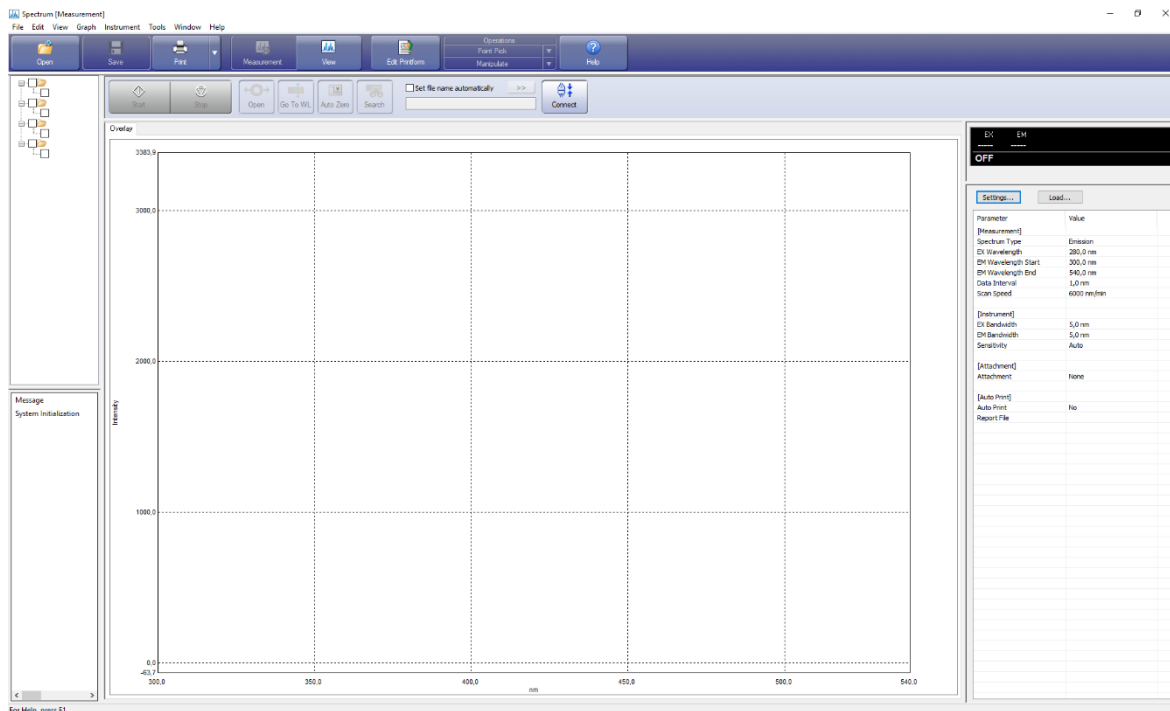 Spectrum [Measurement]
File Edit View Graph Instrument Tools Window Help
Open Save Print Measurement View Edit Printform
Operations
Point Pick
Manipulate
Help
Start Stop Open Go To WL Auto Zero Search
Set file name automatically >>
Connect
Overlay
3383,9
3000,0
2000,0
1000,0
0,0
-63,7
Intensity
300,0 350,0 400,0 450,0 500,0 540,0
nm
Message
System Initialization
EX EM
----- -----
OFF
Settings... Load...
Parameter Value
[Measurement]
Spectrum Type Emission
EX Wavelength 280,0 nm
EM Wavelength Start 300,0 nm
EM Wavelength End 540,0 nm
Data Interval 1,0 nm
Scan Speed 6000 nm/min
[Instrument]
EX Bandwidth 5,0 nm
EM Bandwidth 5,0 nm
Sensitivity Auto
[Attachment]
Attachment None
[Auto Print]
Auto Print No
Report File
For Help, press F1